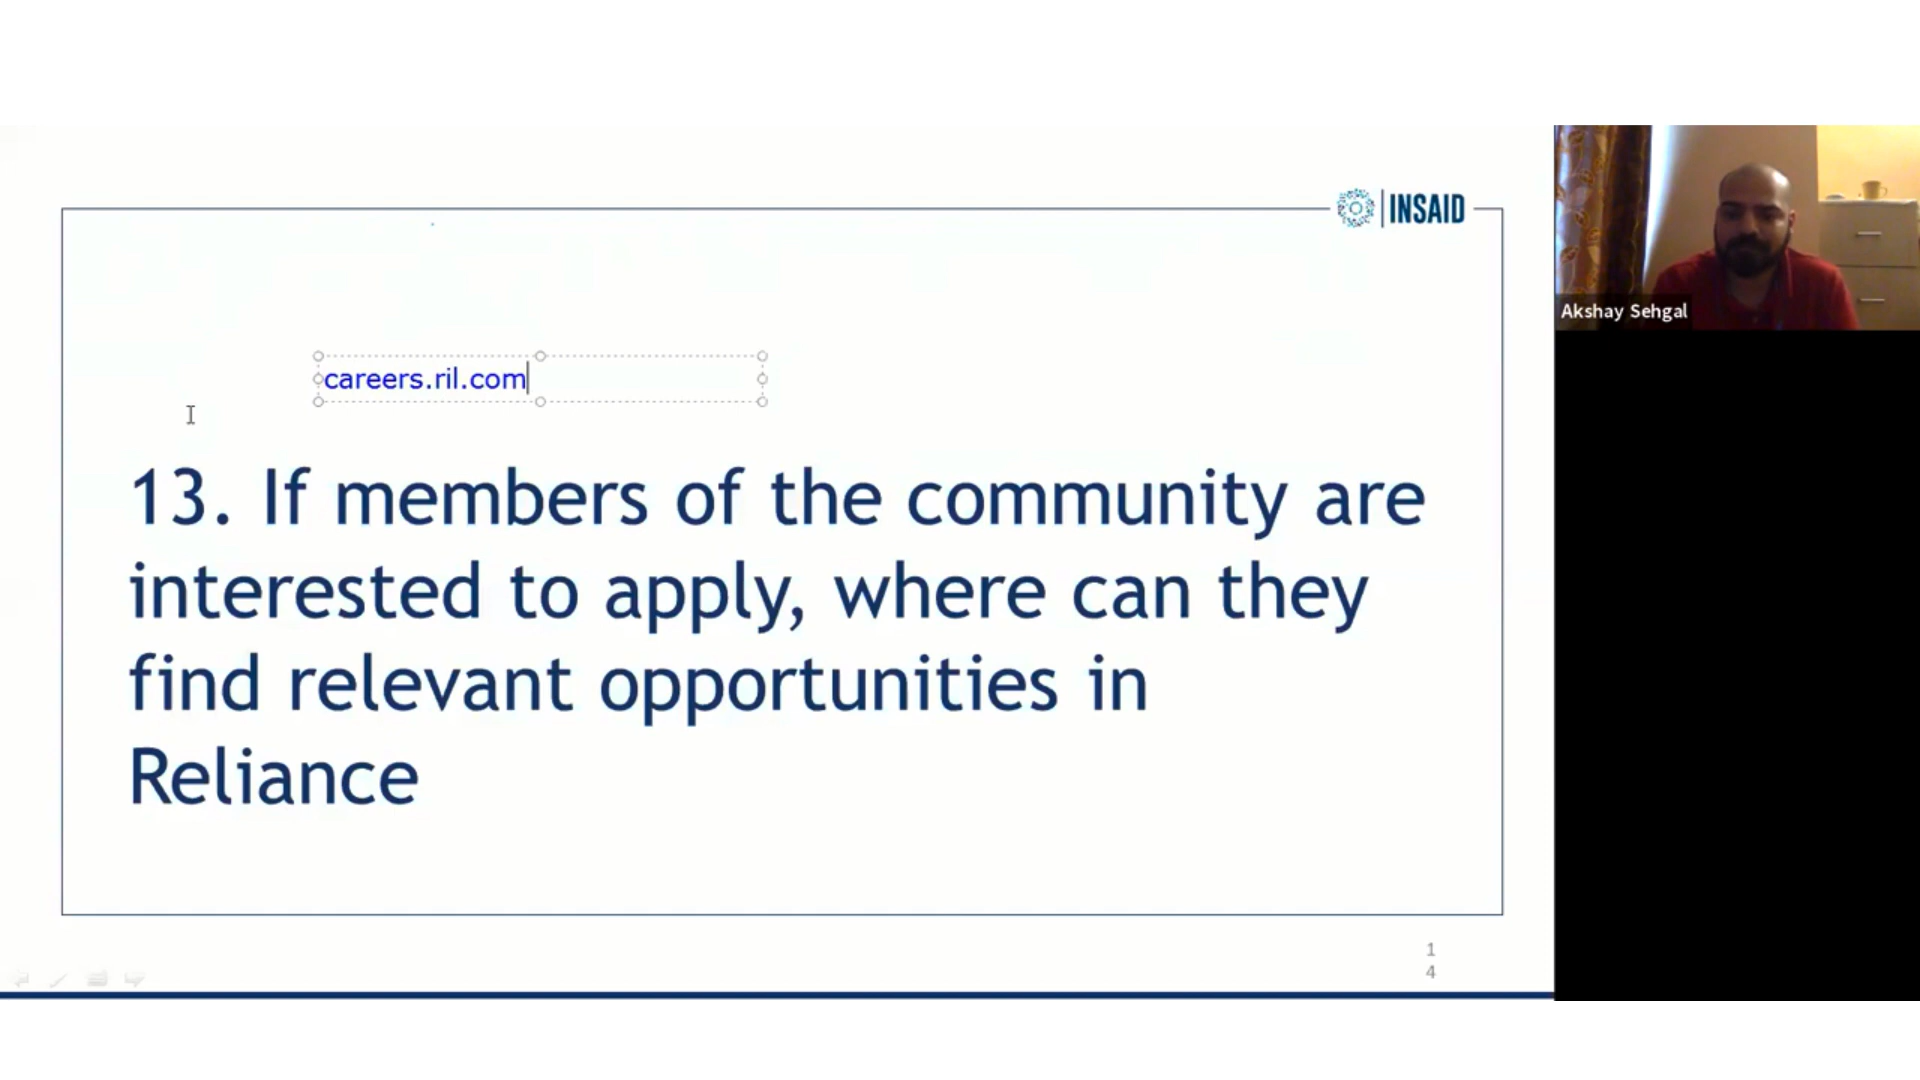 INSAID
careers.ril.com
13. If members of the community are
interested to apply, where can they
find relevant opportunities in
Reliance
1
4
Akshay Sehgal